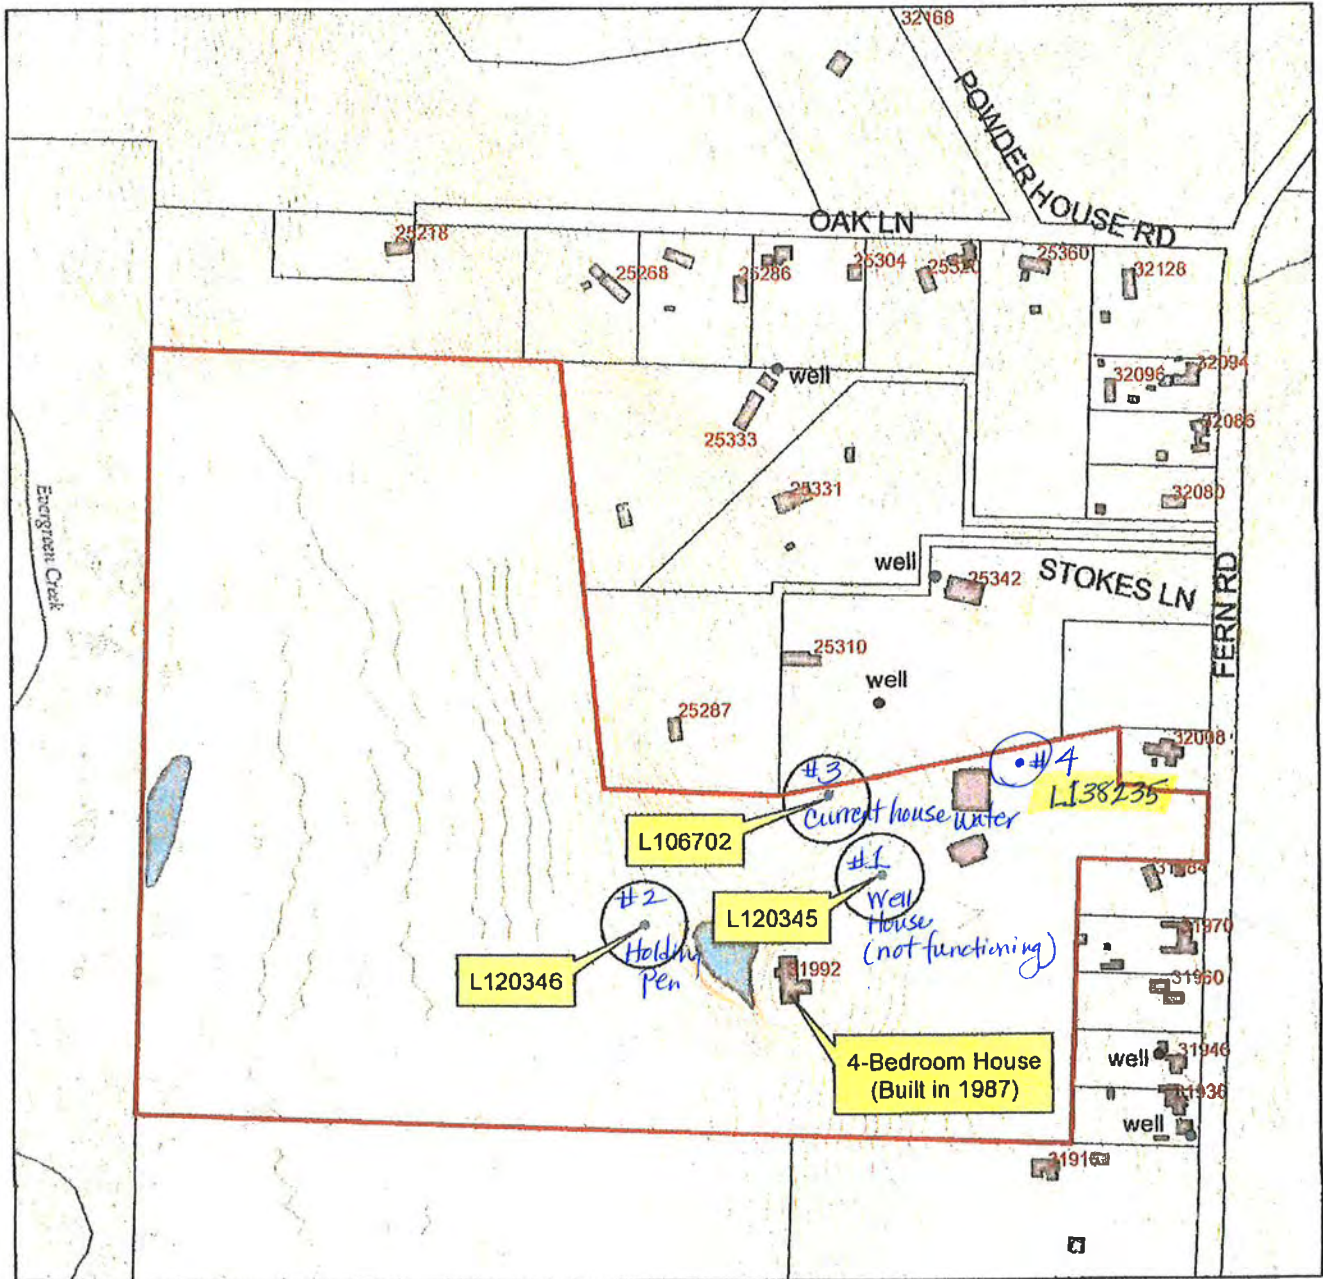 32168
POWDER HOUSE RD
OAK LN
25218
25268
25286
25304
25320
25360
32128
32096
32094
well
25333
32086
25331
32080
Evergreen Creek
well
25342
STOKES LN
FERN RD
25310
well
25287
32008
#3
#4
L138235
Current house water
L106702
#1
#2
L120345
Well
House
(not functioning)
31970
Holding
Pen
L120346
31992
31960
4-Bedroom House
(Built in 1987)
well
31946
31936
well